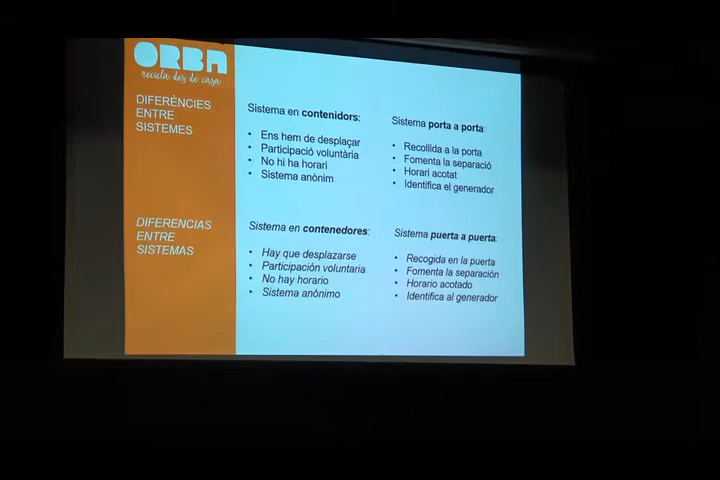 ORBA
recicla des de casa
DIFERÈNCIES
ENTRE
SISTEMES
Sistema en contenidors:
• Ens hem de desplaçar
• Participació voluntària
• No hi ha horari
• Sistema anònim
Sistema porta a porta:
• Recollida a la porta
• Fomenta la separació
• Horari acotat
• Identifica el generador
DIFERENCIAS
ENTRE
SISTEMAS
Sistema en contenedores:
• Hay que desplazarse
• Participación voluntaria
• No hay horario
• Sistema anónimo
Sistema puerta a puerta:
• Recogida en la puerta
• Fomenta la separación
• Horario acotado
• Identifica al generador